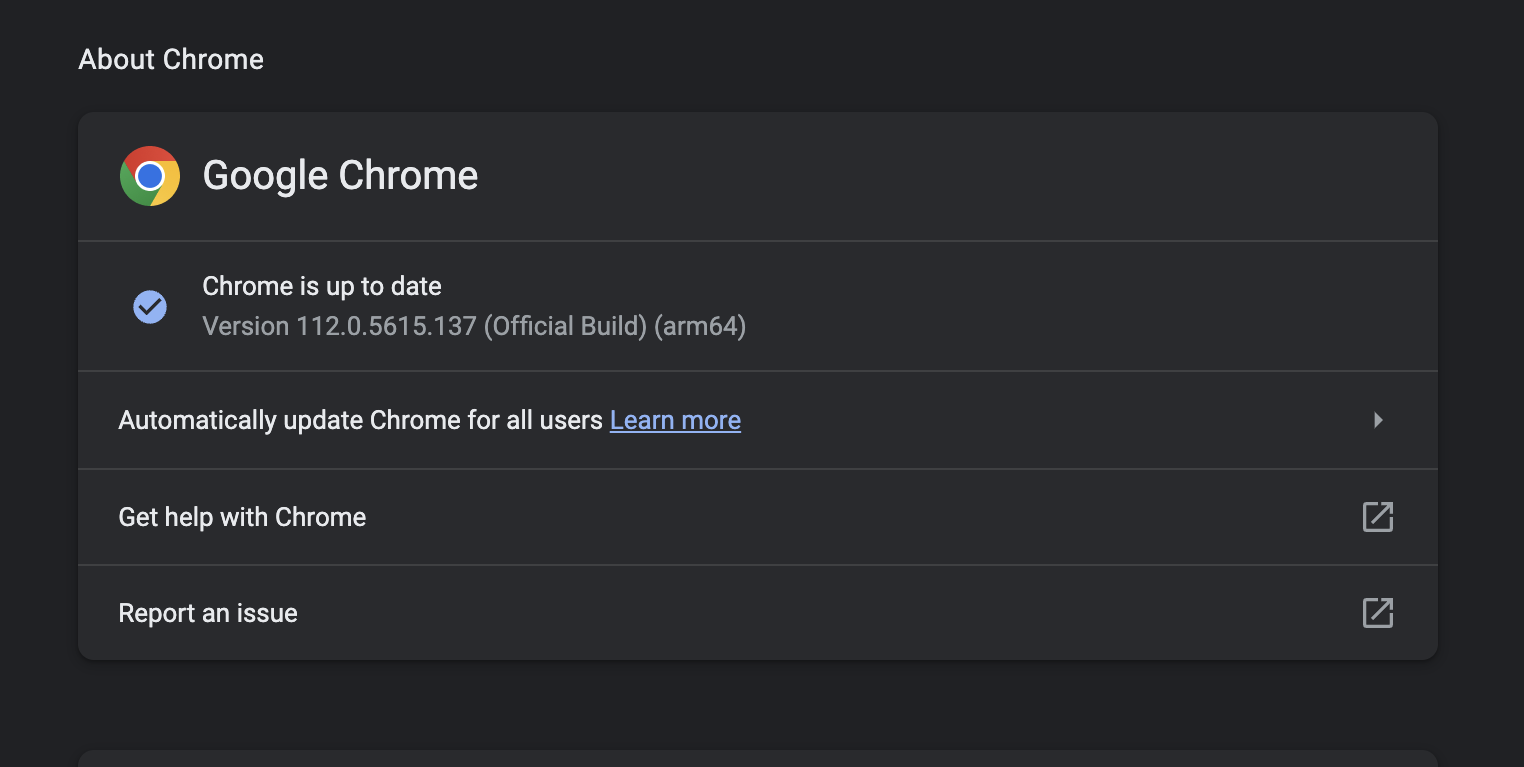 About Chrome
Google Chrome
Chrome is up to date
Version 112.0.5615.137 (Official Build) (arm64)
Automatically update Chrome for all users Learn more
Get help with Chrome
Report an issue